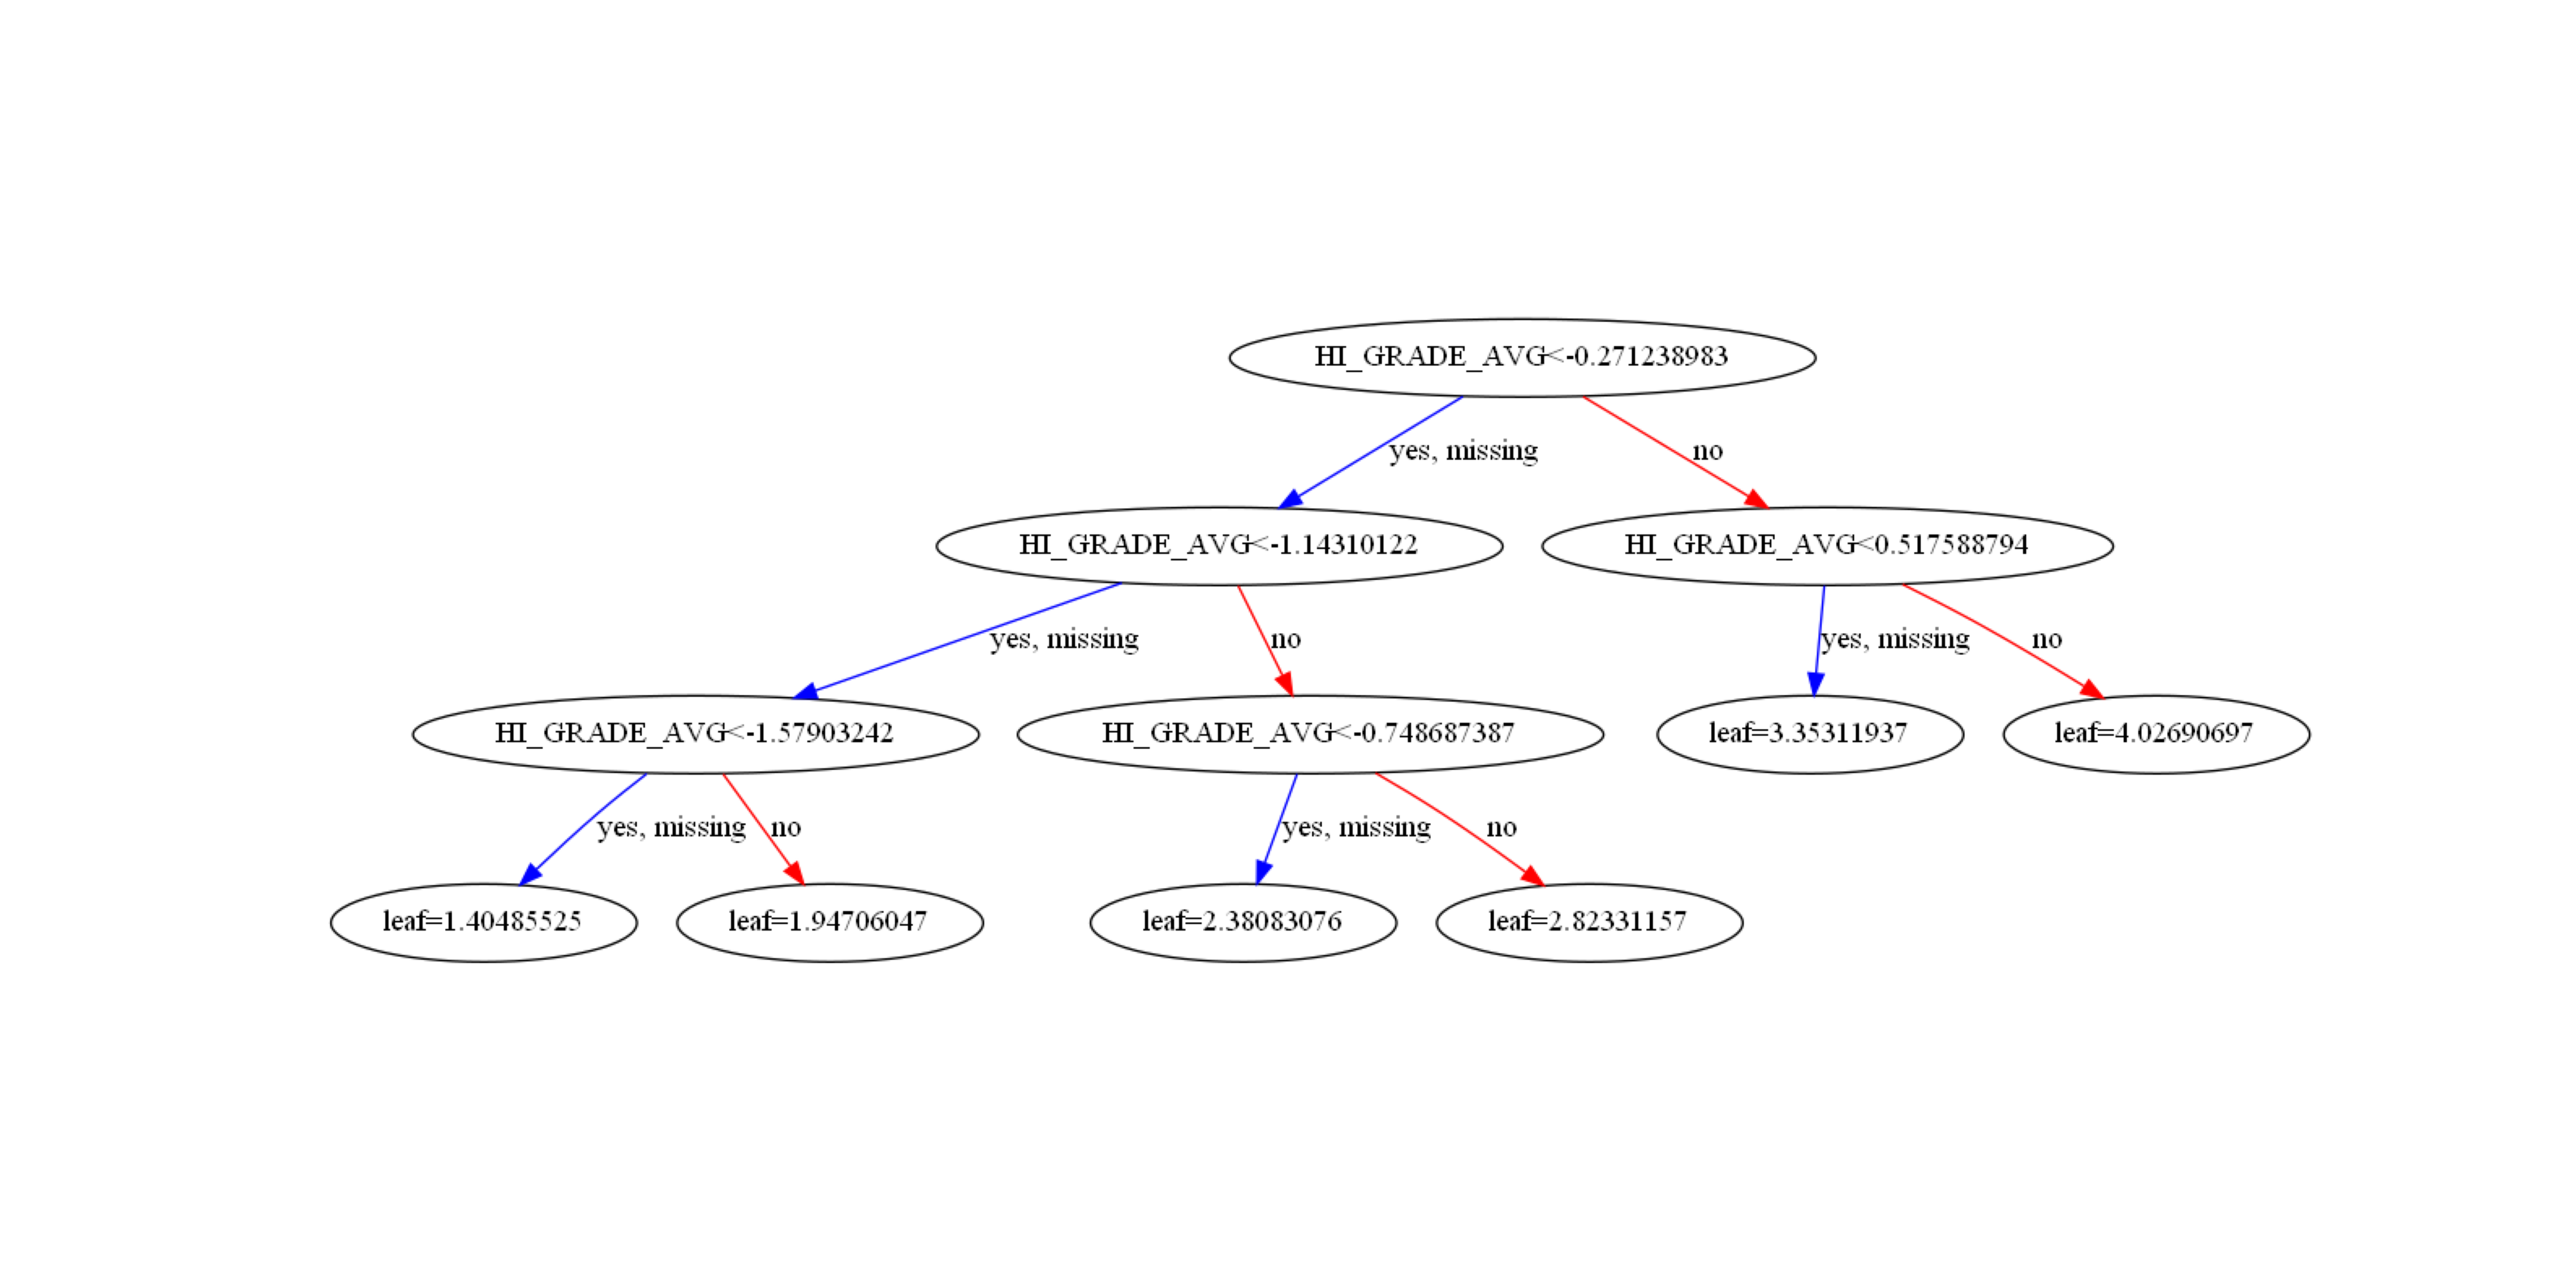 HI_GRADE_AVG<-0.271238983
yes, missing
no
HI_GRADE_AVG<-1.14310122
HI_GRADE_AVG<0.517588794
yes, missing
no
yes, missing
no
HI_GRADE_AVG<-1.57903242
HI_GRADE_AVG<-0.748687387
leaf=3.35311937
leaf=4.02690697
yes, missing
no
yes, missing
no
leaf=1.40485525
leaf=1.94706047
leaf=2.38083076
leaf=2.82331157